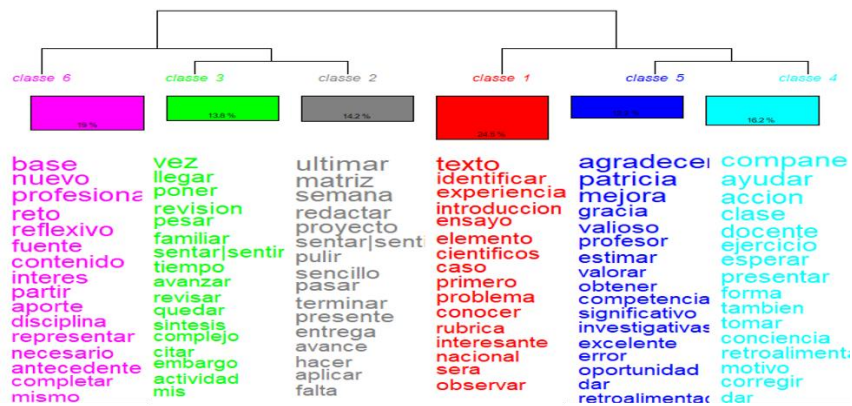 classe 6
classe 3
classe 2
classe 1
classe 5
classe 4
19 %
13.6 %
14.2 %
16.2 %
base
nuevo
profesiona
reto
reflexivo
fuente
contenido
interes
partir
aporte
disciplina
representar
necesario
antecedente
completar
mismo
vez
llegar
poner
revision
pesar
familiar
sentar|sentir
tiempo
avanzar
revisar
quedar
sintesis
complejo
citar
embargo
actividad
mis
ultimar
matriz
semana
redactar
proyecto
sentar|senti
pulir
sencillo
pasar
terminar
presente
entrega
avance
hacer
aplicar
falta
texto
identificar
experiencia
introduccion
ensayo
elemento
cientificos
caso
primero
problema
conocer
rubrica
interesante
nacional
sera
observar
agradecer
patricia
mejora
gracia
valioso
profesor
estimar
valorar
obtener
competencia
significativo
investigativas
excelente
error
oportunidad
dar
retroalimentac
compane
ayudar
accion
clase
docente
ejercicio
esperar
presentar
forma
tambien
tomar
conciencia
retroalimenta
motivo
corregir
dar